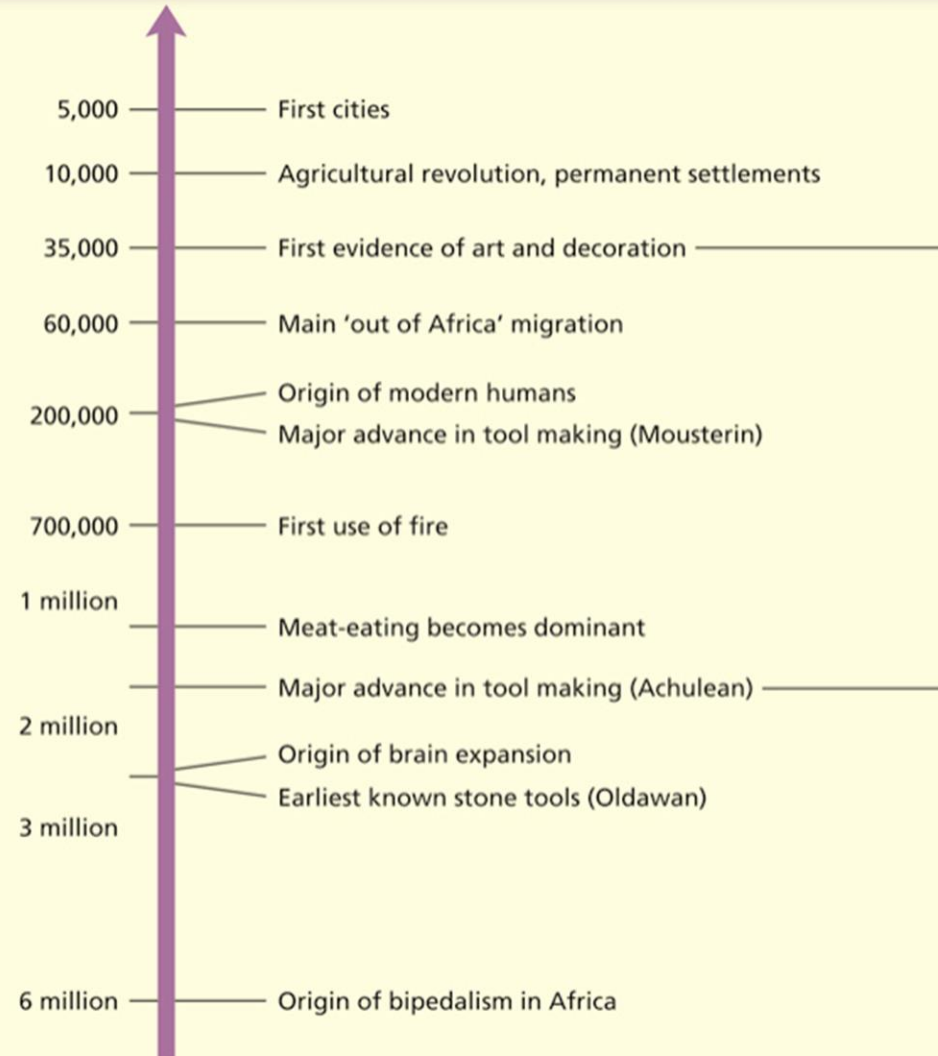 5,000 First cities
10,000 Agricultural revolution, permanent settlements
35,000 First evidence of art and decoration
60,000 Main ‘out of Africa’ migration
Origin of modern humans
200,000
Major advance in tool making (Mousterin)
700,000 First use of fire
1 million
Meat-eating becomes dominant
Major advance in tool making (Achulean)
2 million
Origin of brain expansion
Earliest known stone tools (Oldawan)
3 million
6 million Origin of bipedalism in Africa